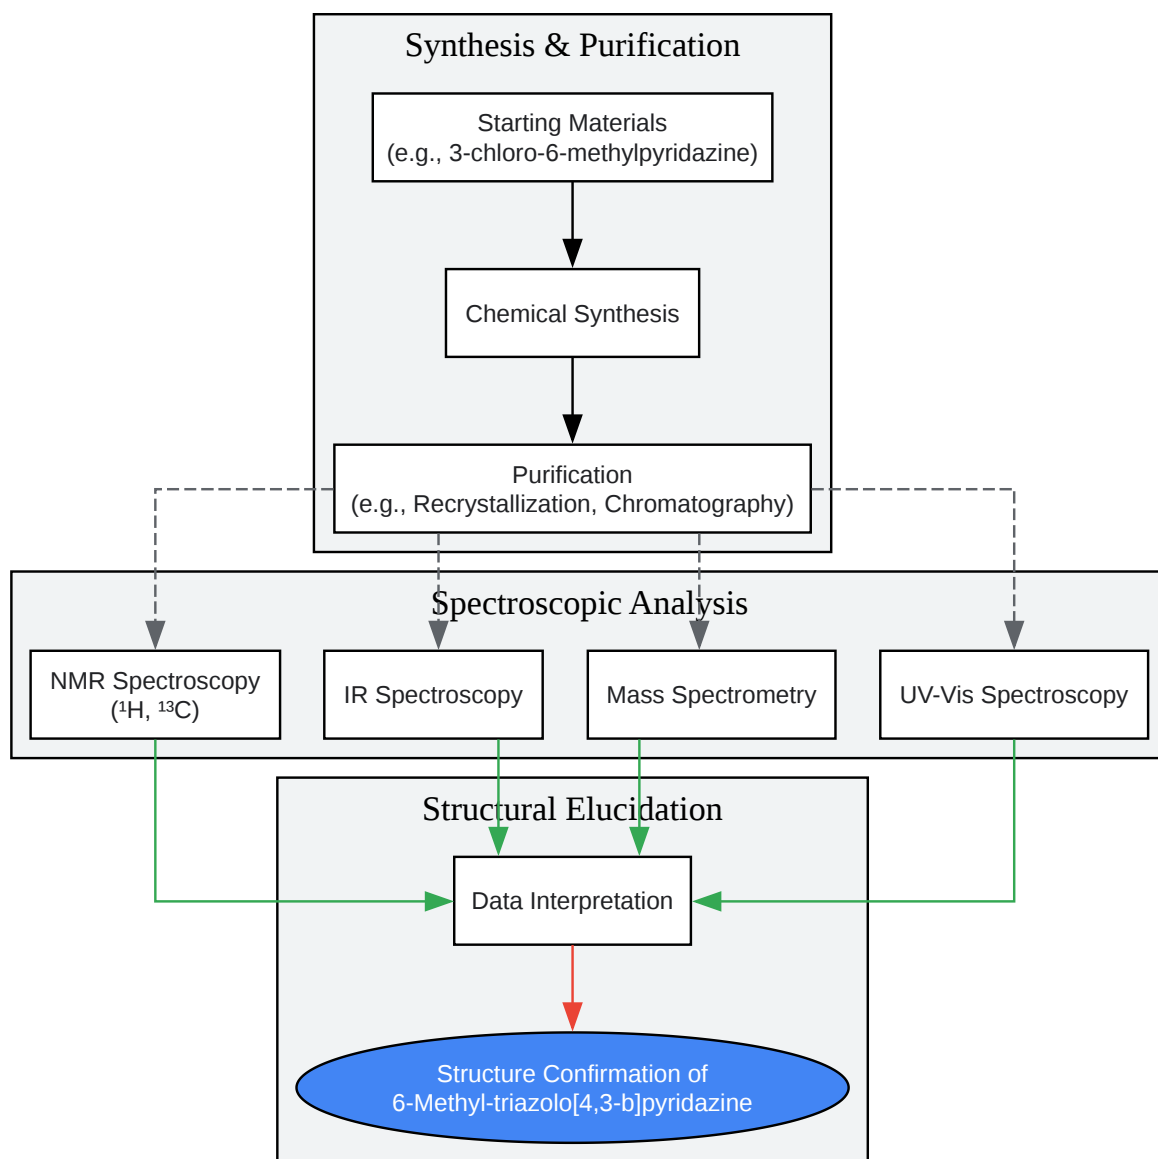 Synthesis & Purification
Starting Materials
(e.g., 3-chloro-6-methylpyridazine)
Chemical Synthesis
Purification
(e.g., Recrystallization, Chromatography)
Spectroscopic Analysis
NMR Spectroscopy
(¹H, ¹³C)
IR Spectroscopy
Mass Spectrometry
UV-Vis Spectroscopy
Structural Elucidation
Data Interpretation
Structure Confirmation of
6-Methyl-triazolo[4,3-b]pyridazine